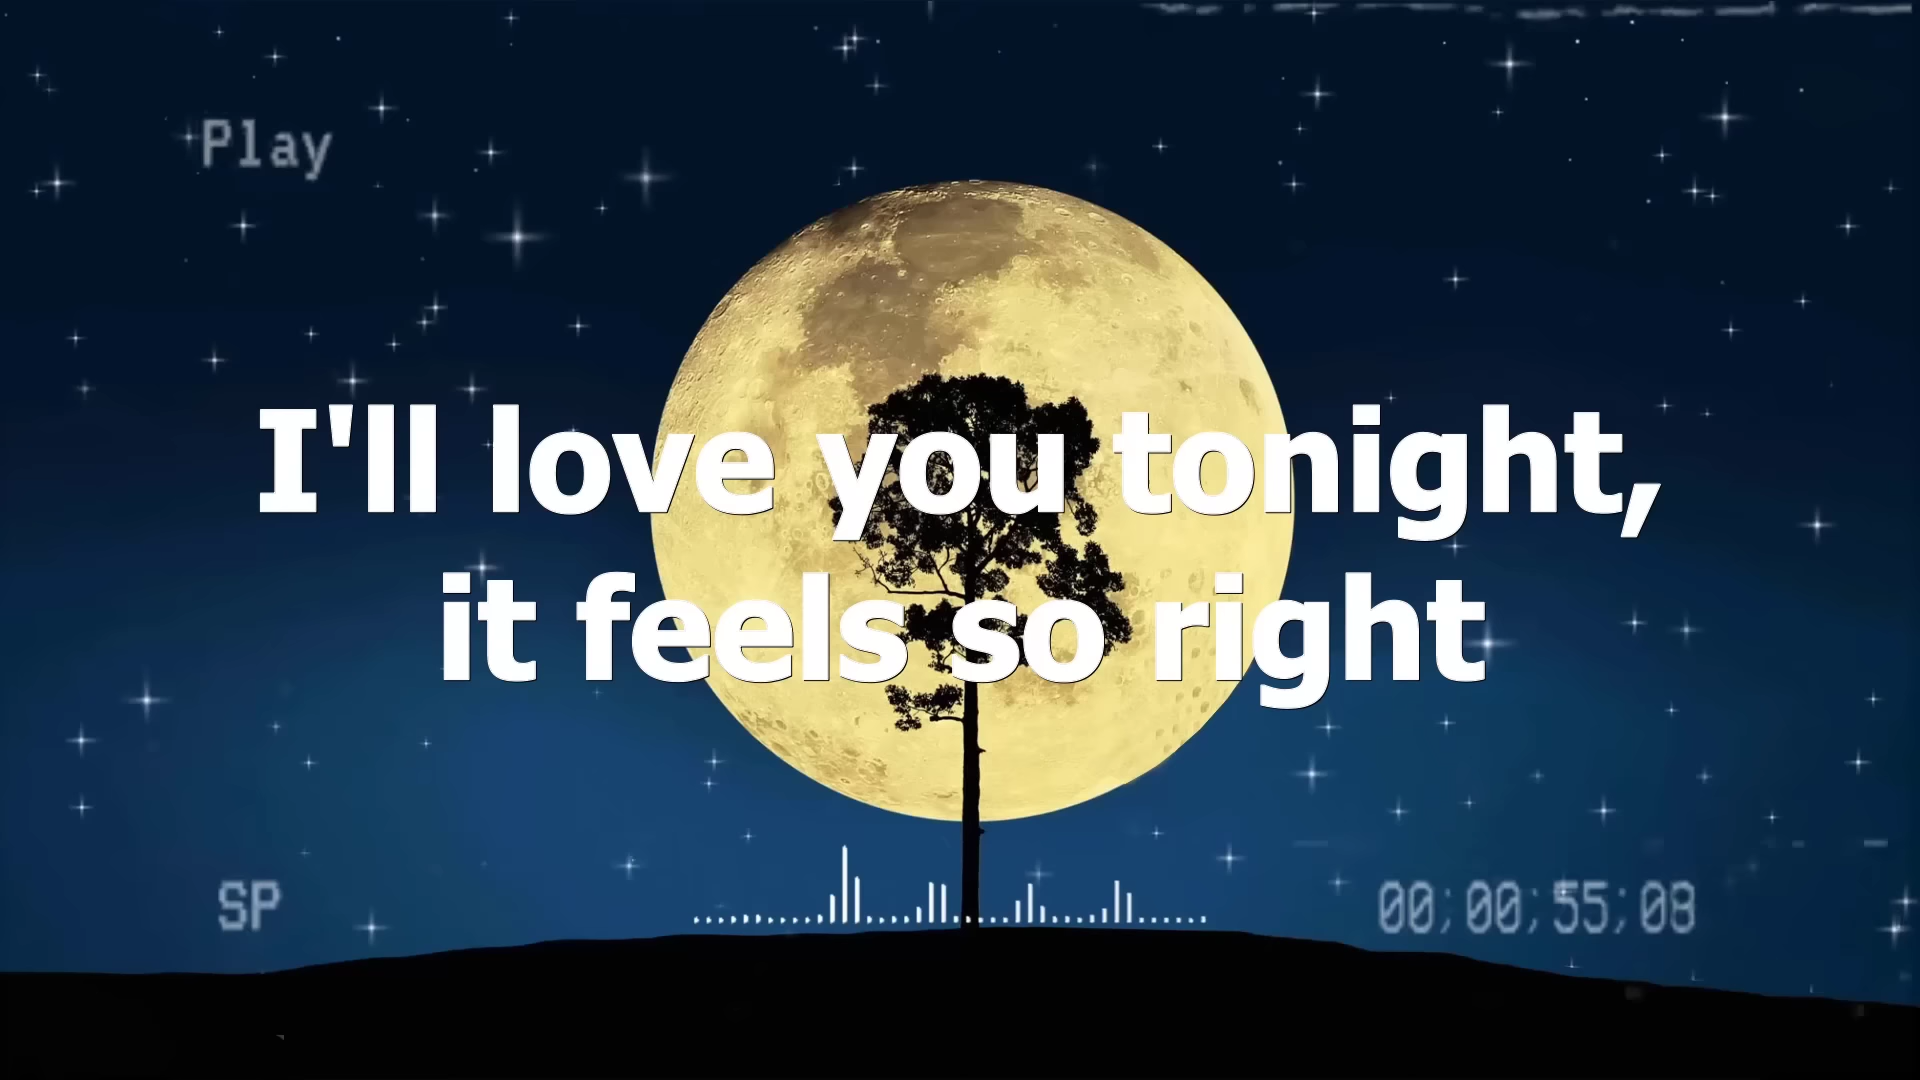 Play
I'll love you tonight,
it feels so right
SP
00;00;55;08